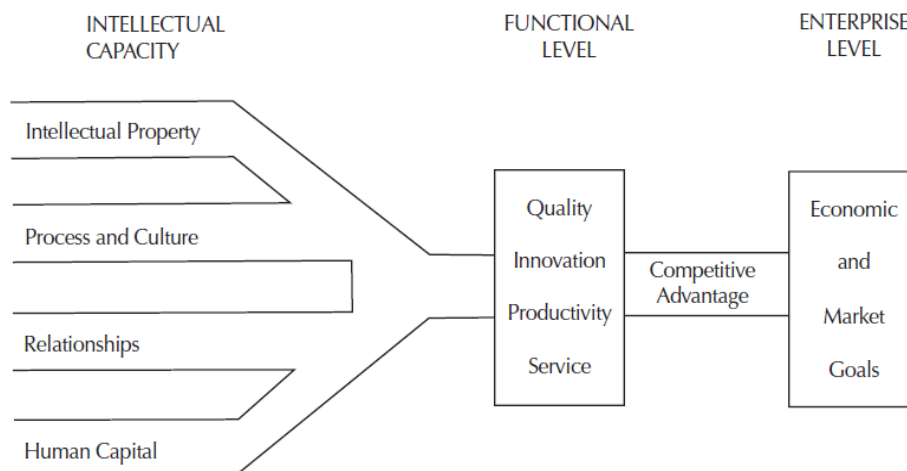 INTELLECTUAL
CAPACITY
FUNCTIONAL
LEVEL
ENTERPRISE
LEVEL
Intellectual Property
Process and Culture
Relationships
Human Capital
Quality
Innovation
Productivity
Service
Competitive
Advantage
Economic
and
Market
Goals